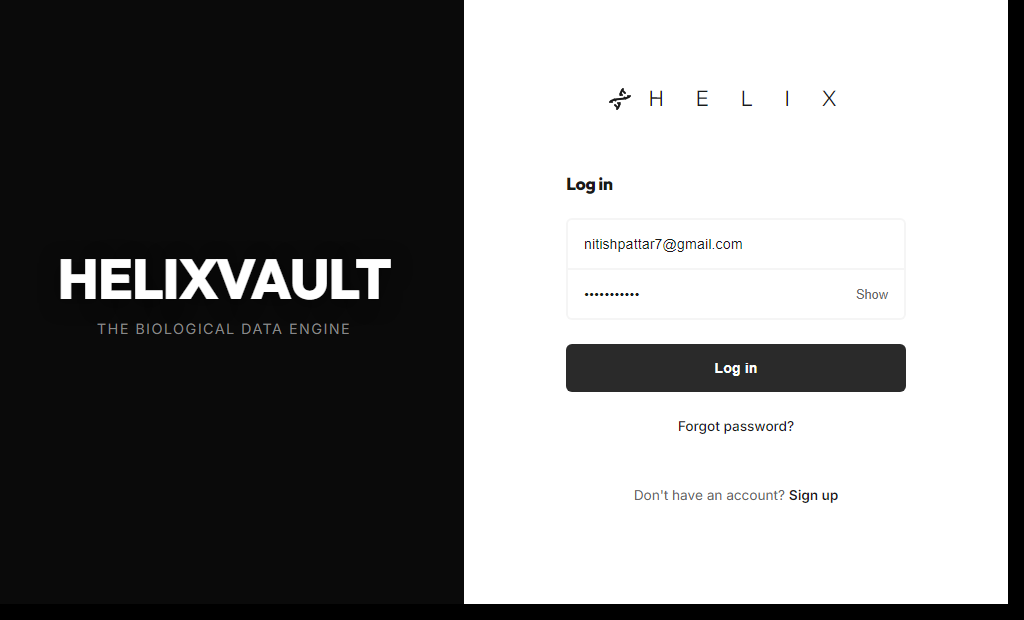 HELIXVAULT
THE BIOLOGICAL DATA ENGINE
H E L I X
Log in
nitishpattar7@gmail.com
••••••••••• Show
Log in
Forgot password?
Don't have an account? Sign up